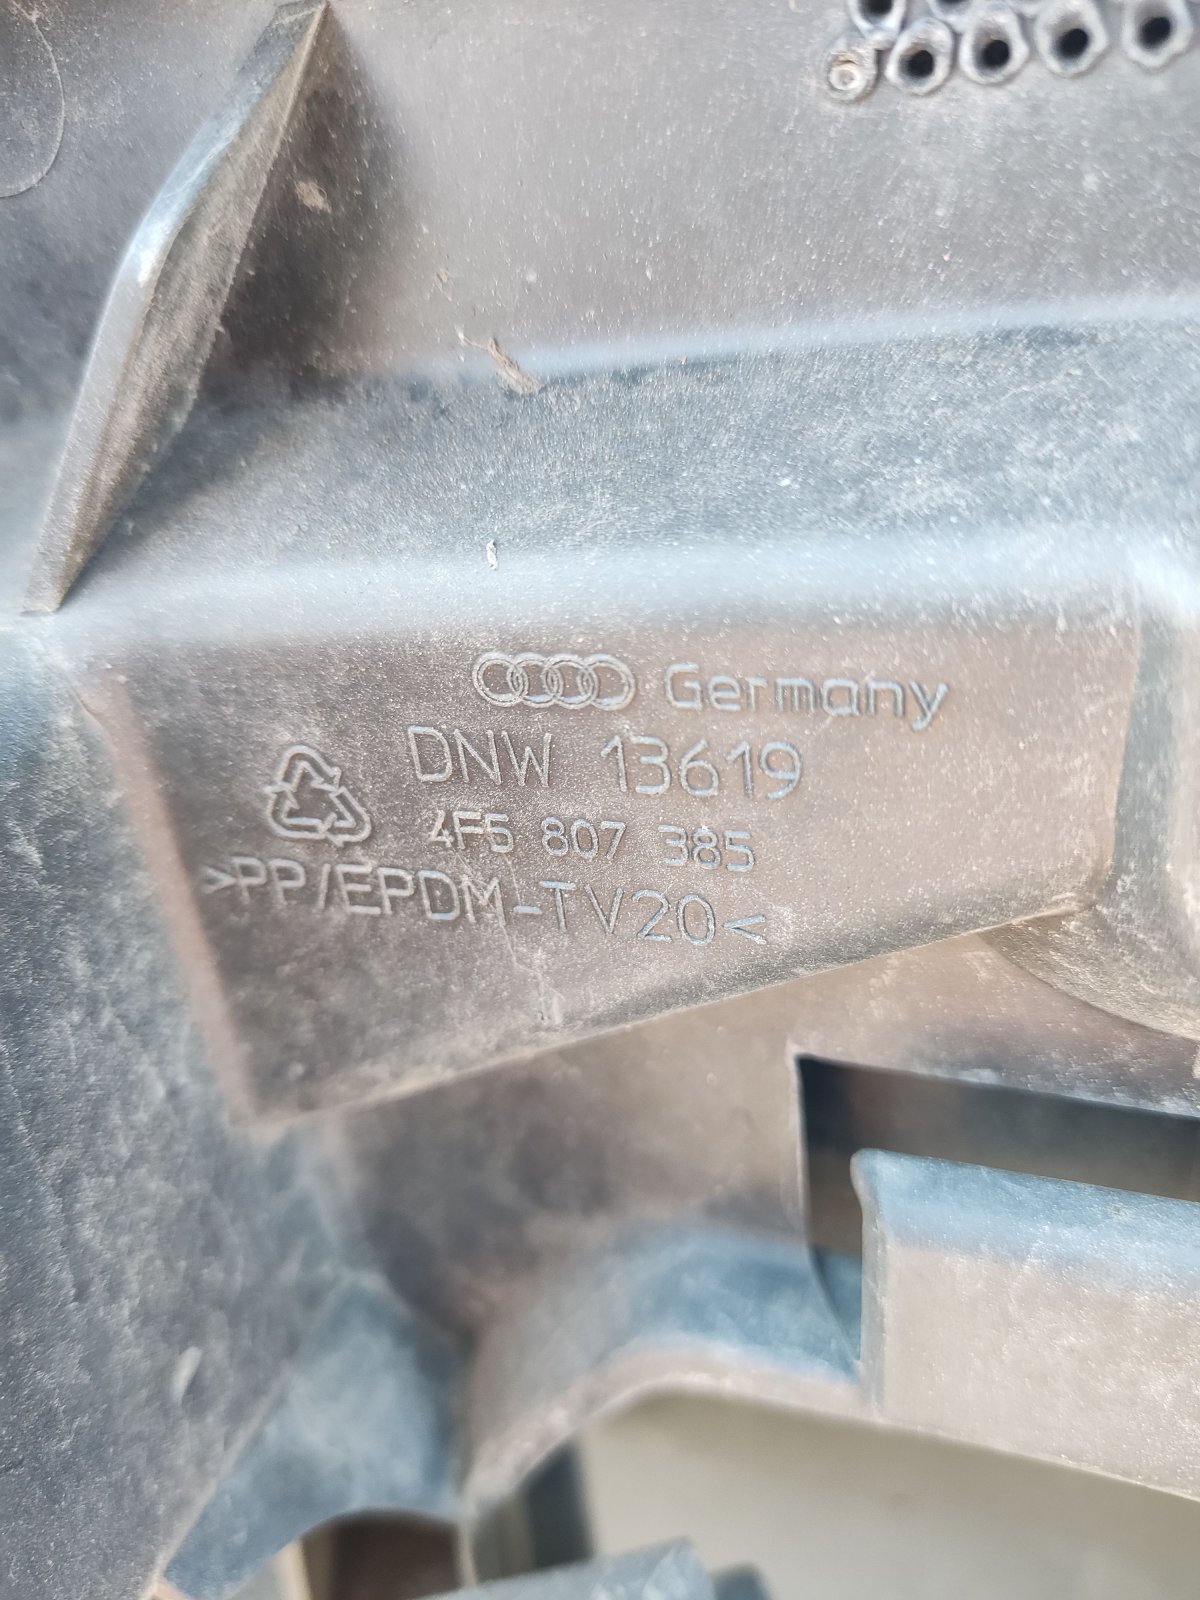 Germany
DNW 13619
4F5 807 385
>PP/EPDM-TV20<